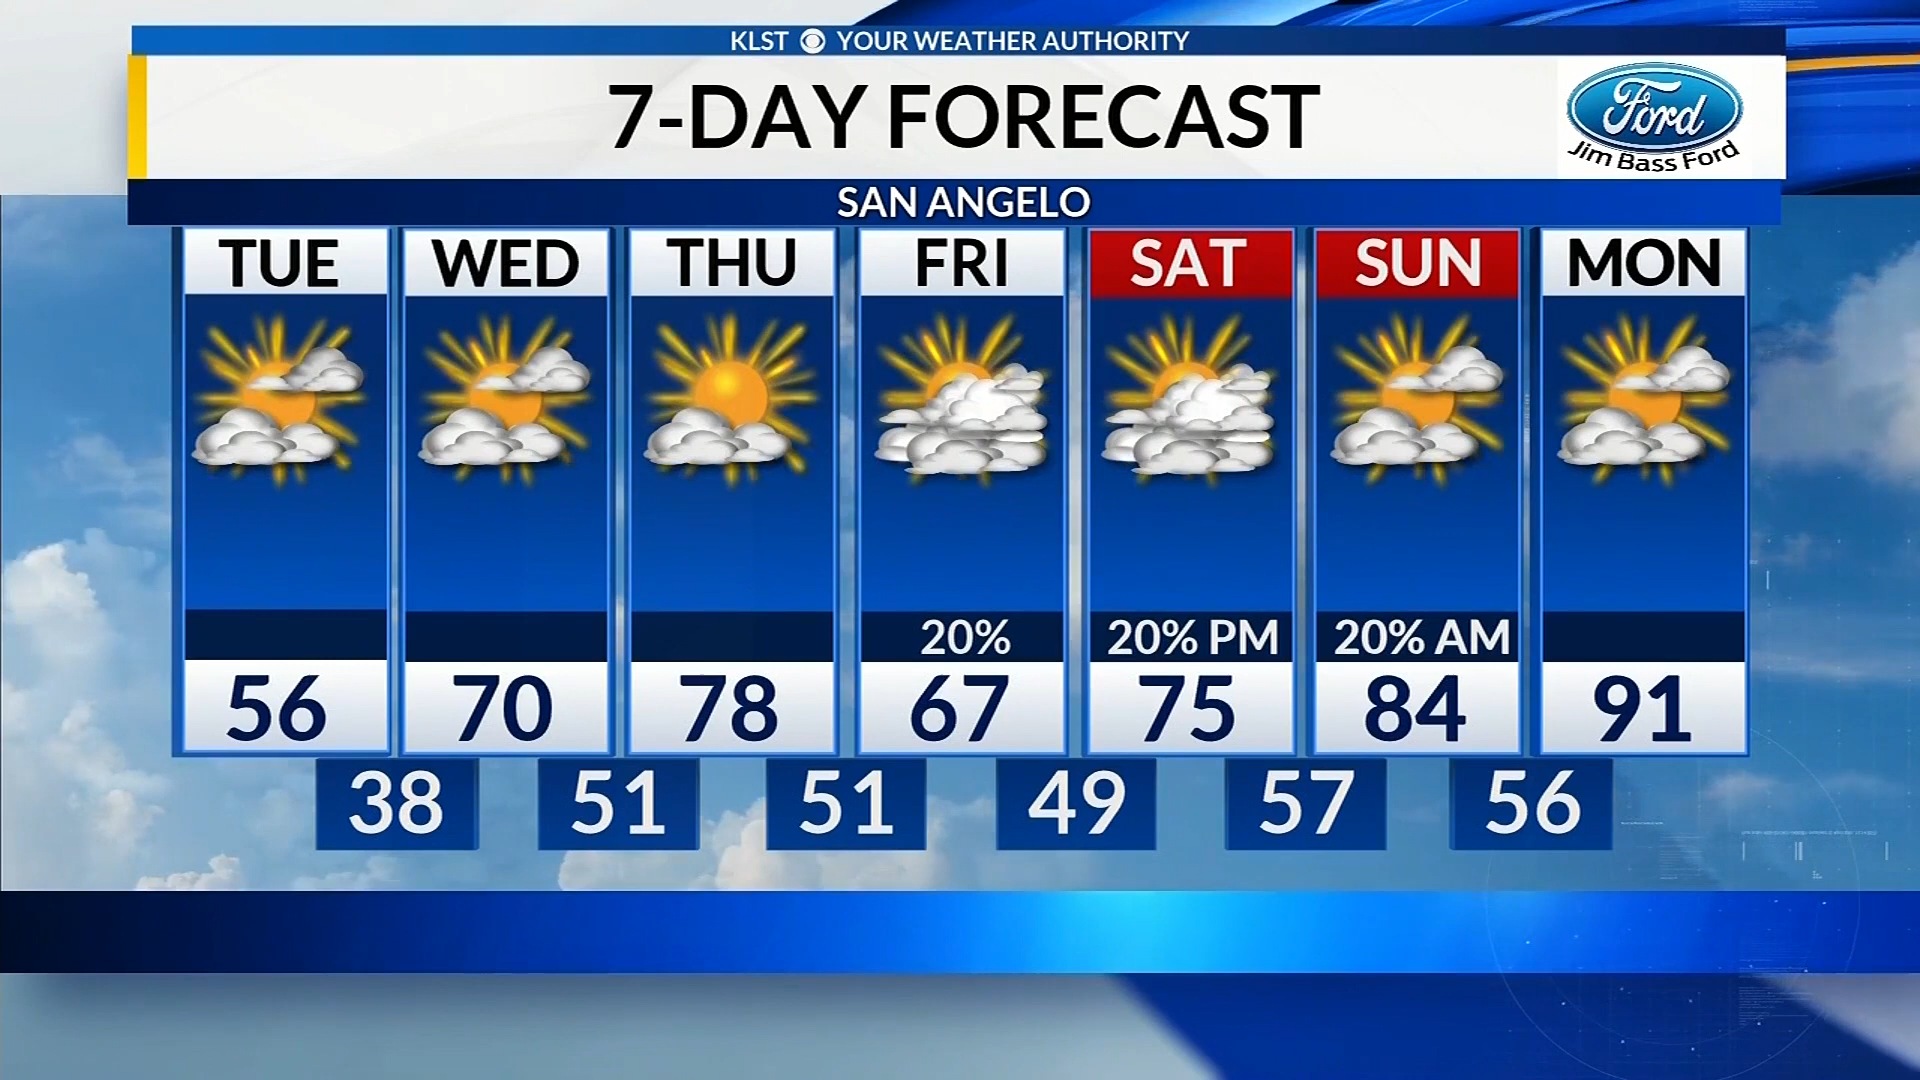 KLST YOUR WEATHER AUTHORITY
7-DAY FORECAST
Ford
Jim Bass Ford
SAN ANGELO
TUE WED THU FRI SAT SUN MON
20% 20% PM 20% AM
56 70 78 67 75 84 91
38 51 51 49 57 56